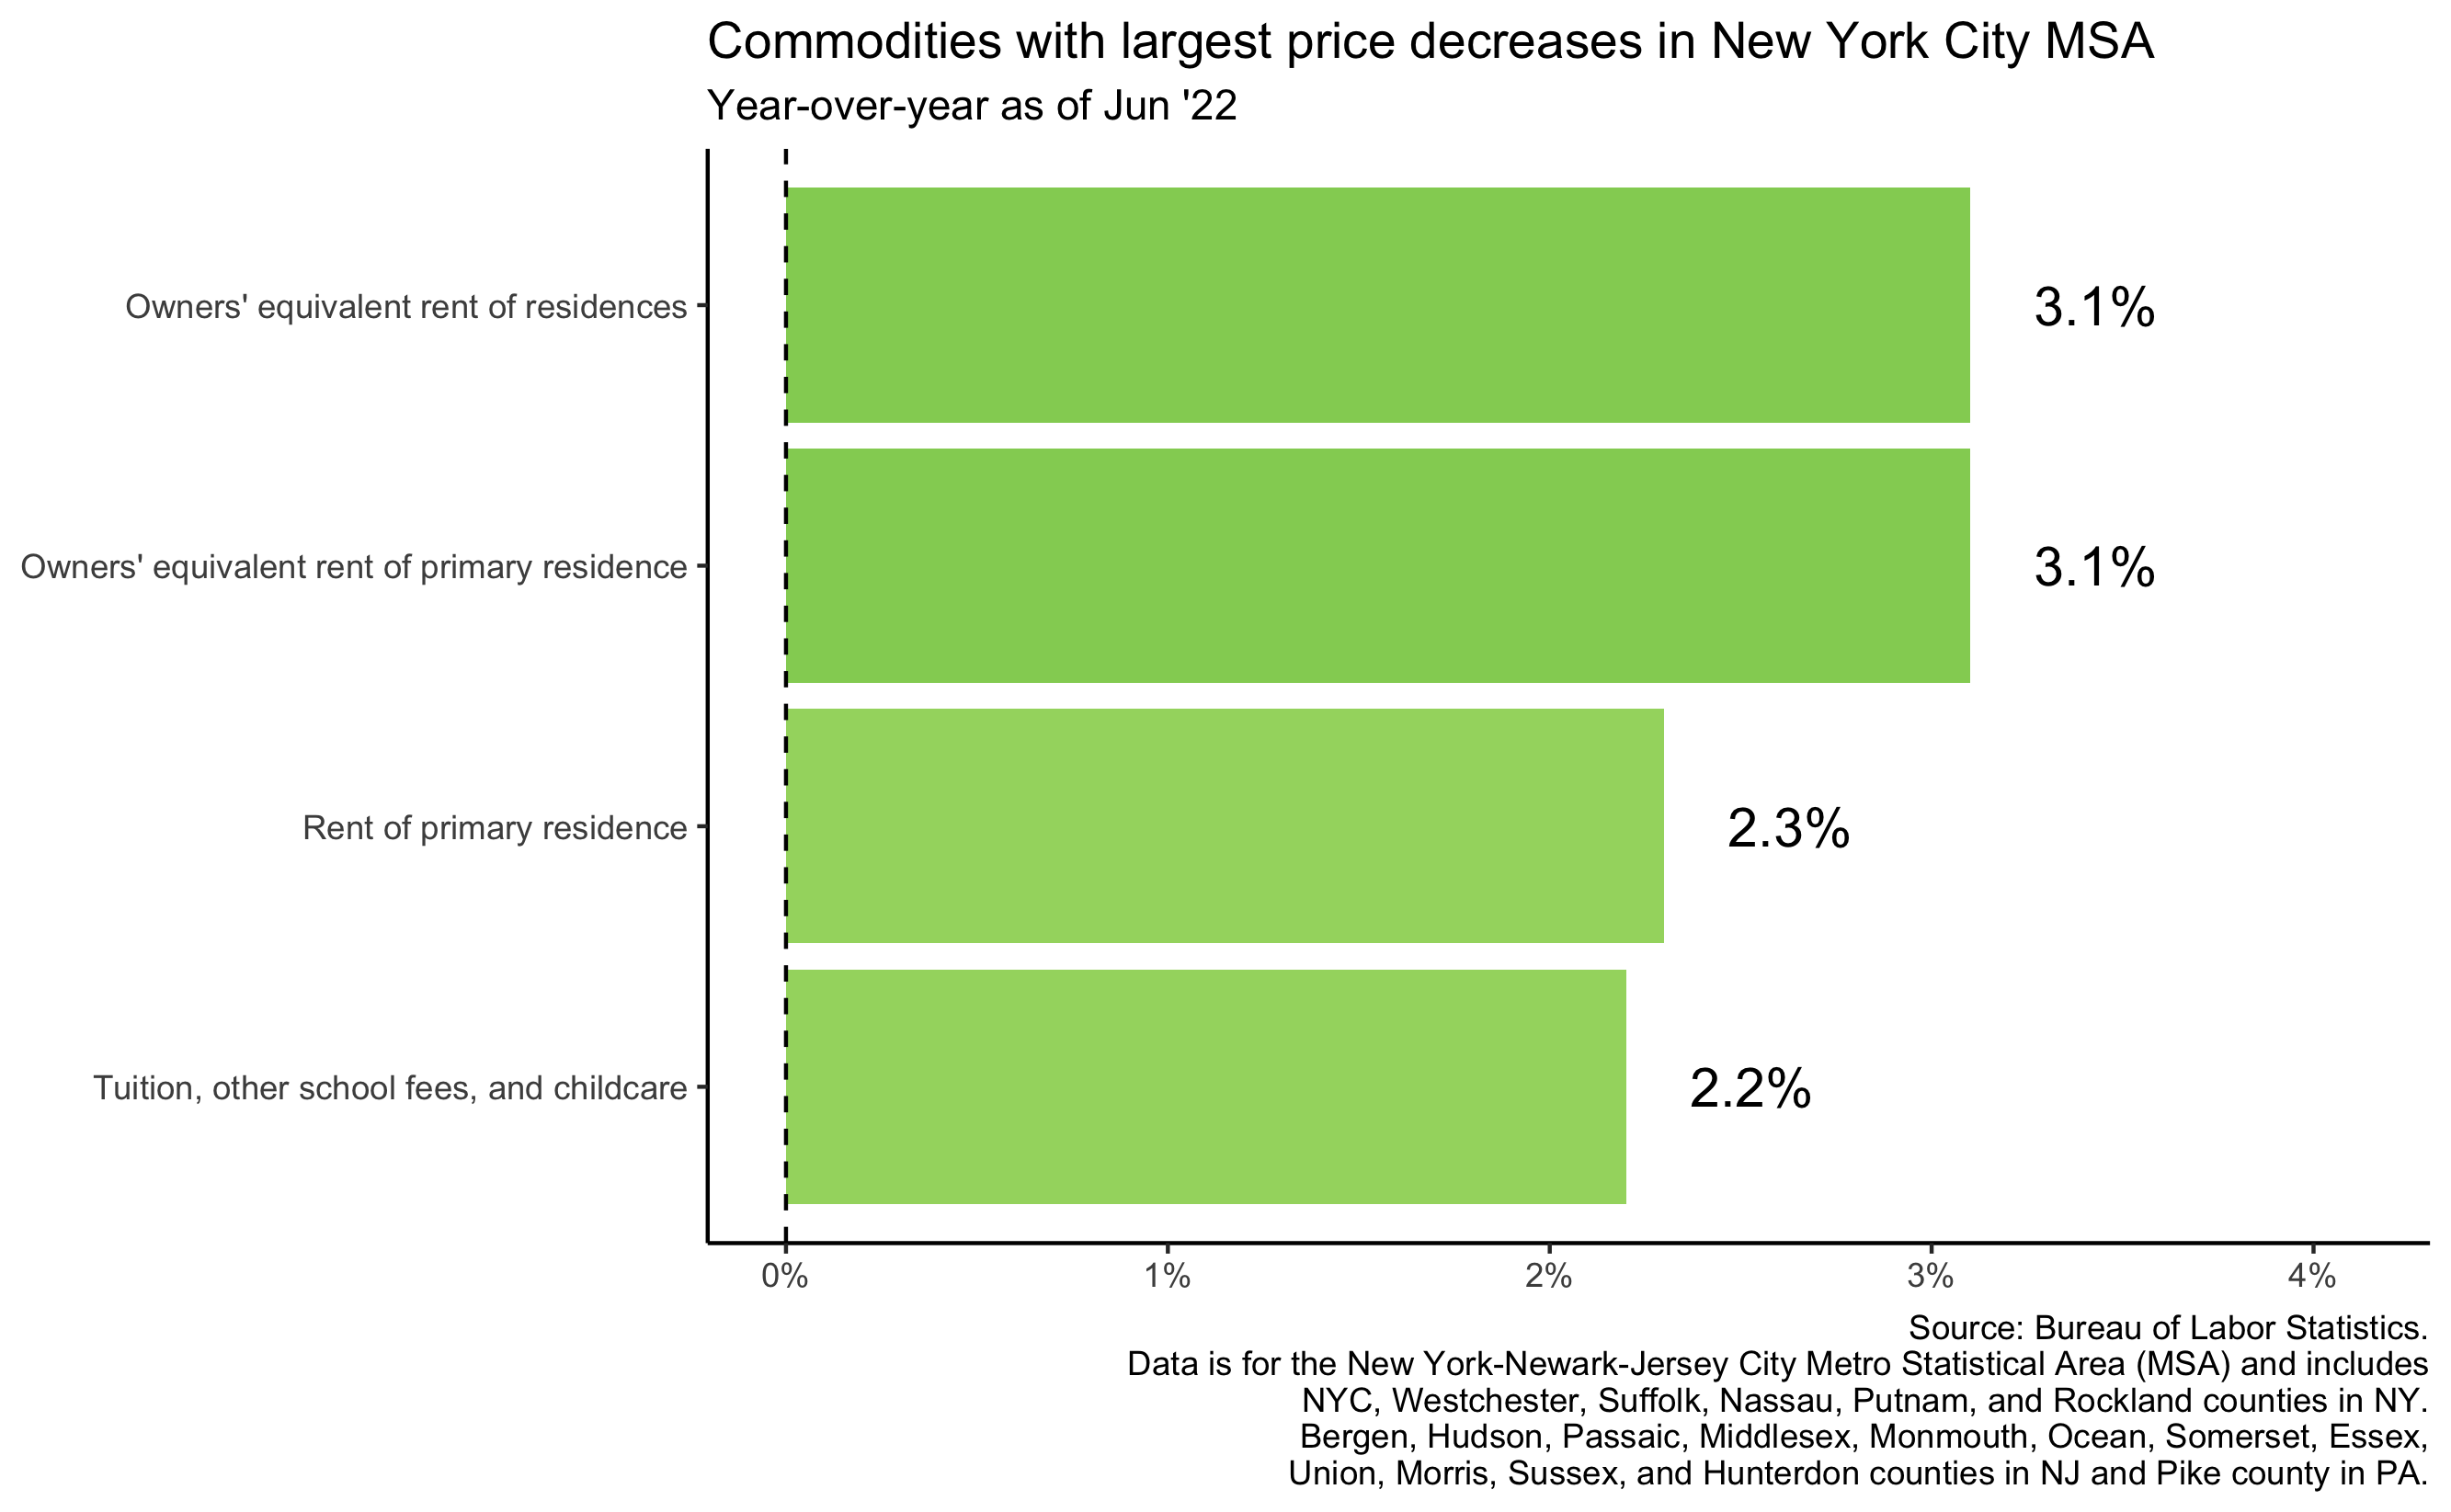 Commodities with largest price decreases in New York City MSA
Year-over-year as of Jun '22
Owners' equivalent rent of residences
3.1%
Owners' equivalent rent of primary residence
3.1%
Rent of primary residence
2.3%
Tuition, other school fees, and childcare
2.2%
0%
1%
2%
3%
4%
Source: Bureau of Labor Statistics.
Data is for the New York-Newark-Jersey City Metro Statistical Area (MSA) and includes
NYC, Westchester, Suffolk, Nassau, Putnam, and Rockland counties in NY.
Bergen, Hudson, Passaic, Middlesex, Monmouth, Ocean, Somerset, Essex,
Union, Morris, Sussex, and Hunterdon counties in NJ and Pike county in PA.